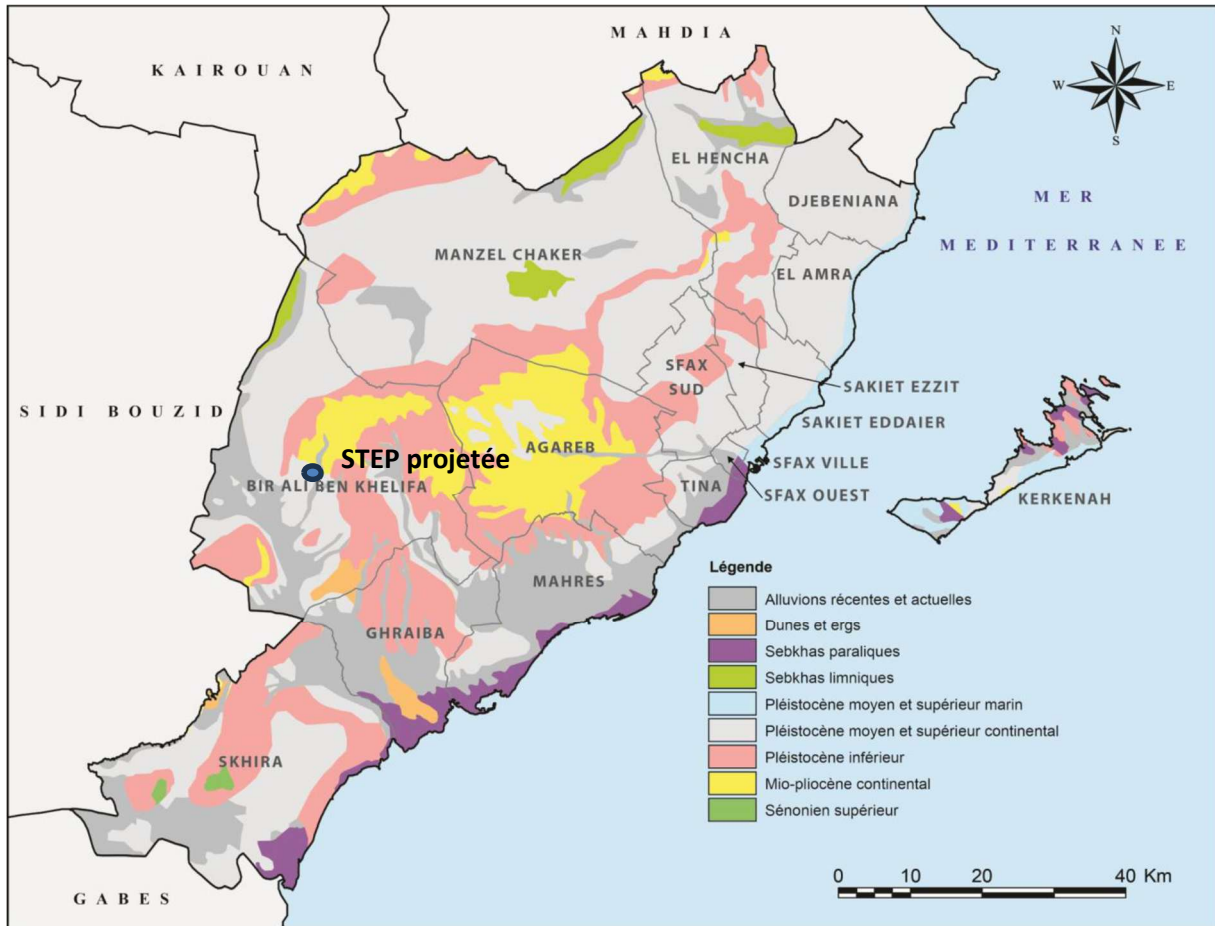 MAHDIA
KAIROUAN
N
W
E
S
EL HENCHA
DJEBENIANA
MER
MEDITERRANEE
MANZEL CHAKER
EL AMRA
SFAX
SUD
SAKIET EZZIT
SIDI BOUZID
SAKIET EDDAIER
AGAREB
STEP projetée
SFAX VILLE
BIR ALI BEN KHELIFA
TINA
SFAX OUEST
KERKENAH
MAHRES
GHRAIBA
SKHIRA
GABES
Légende
Alluvions récentes et actuelles
Dunes et ergs
Sebkhas paraliques
Sebkhas limniques
Pléistocène moyen et supérieur marin
Pléistocène moyen et supérieur continental
Pléistocène inférieur
Mio-pliocène continental
Sénonien supérieur
0 10 20 40 Km